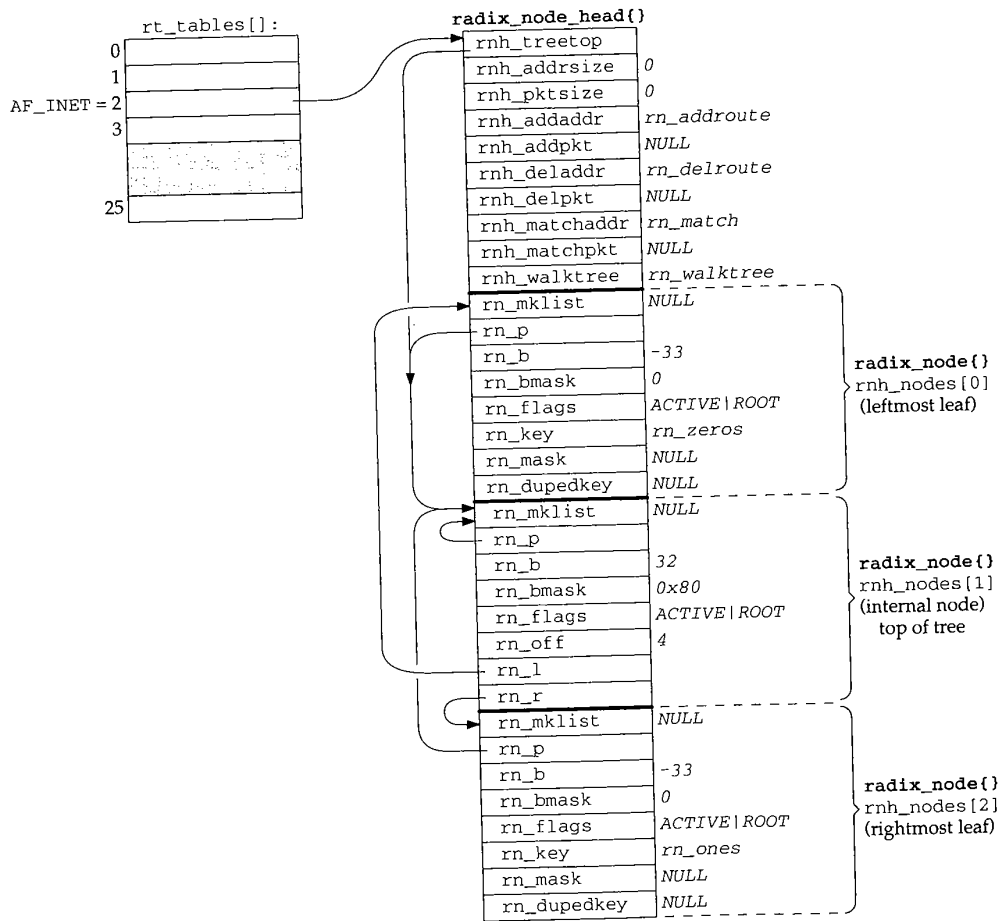 rt_tables[]:
0
1
AF_INET = 2
3
25
radix_node_head{}
rnh_treetop
rnh_addrsize 0
rnh_pktsize 0
rnh_addaddr rn_addroute
rnh_addpkt NULL
rnh_deladdr rn_delroute
rnh_delpkt NULL
rnh_matchaddr rn_match
rnh_matchpkt NULL
rnh_walktree rn_walktree
rn_mklist NULL
rn_p
rn_b -33
rn_bmask 0
rn_flags ACTIVE|ROOT
rn_key rn_zeros
rn_mask NULL
rn_dupedkey NULL
radix_node{}
rnh_nodes[0]
(leftmost leaf)
rn_mklist NULL
rn_p
rn_b 32
rn_bmask 0x80
rn_flags ACTIVE|ROOT
rn_off 4
rn_l
rn_r
radix_node{}
rnh_nodes[1]
(internal node)
top of tree
rn_mklist NULL
rn_p
rn_b -33
rn_bmask 0
rn_flags ACTIVE|ROOT
rn_key rn_ones
rn_mask NULL
rn_dupedkey NULL
radix_node{}
rnh_nodes[2]
(rightmost leaf)